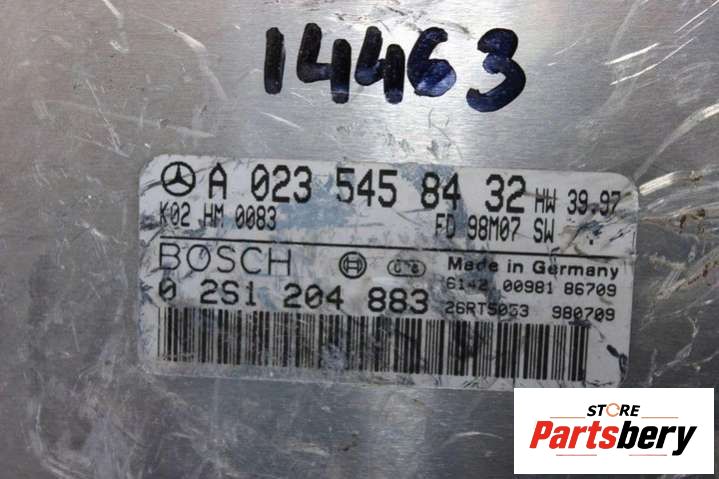 14463
A 023 545 84 32 HW 39.97
K02 HM 0083 FD 98M07 SW
BOSCH Made in Germany
6142 00981 86709
0 2S1 204 883 26RT5053 980709
STORE
Partsbery